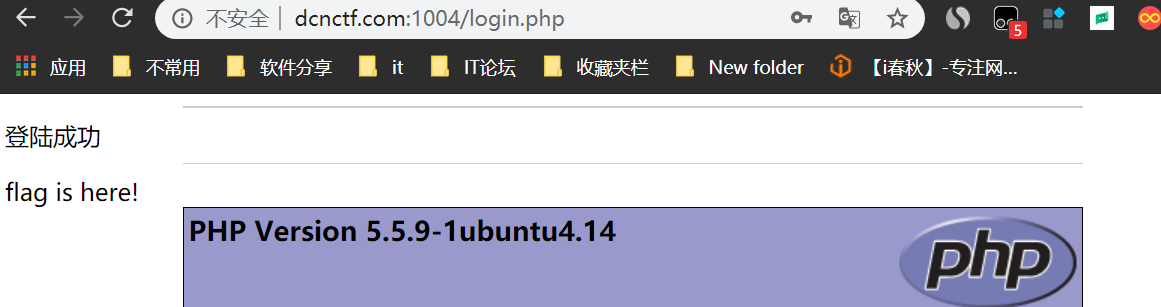 不安全 | dcnctf.com:1004/login.php
5
应用 不常用 软件分享 it IT论坛 收藏夹栏 New folder 【i春秋】-专注网...
登陆成功
flag is here!
PHP Version 5.5.9-1ubuntu4.14
php